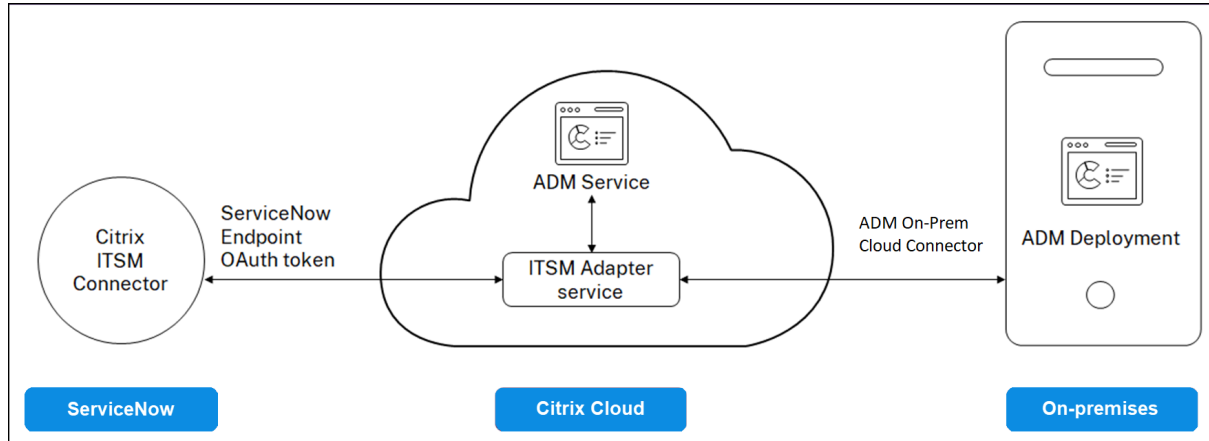 ADM Service
ServiceNow
Endpoint
OAuth token
Citrix
ITSM
Connector
ITSM Adapter
service
ADM On-Prem
Cloud Connector
ADM Deployment
ServiceNow
Citrix Cloud
On-premises